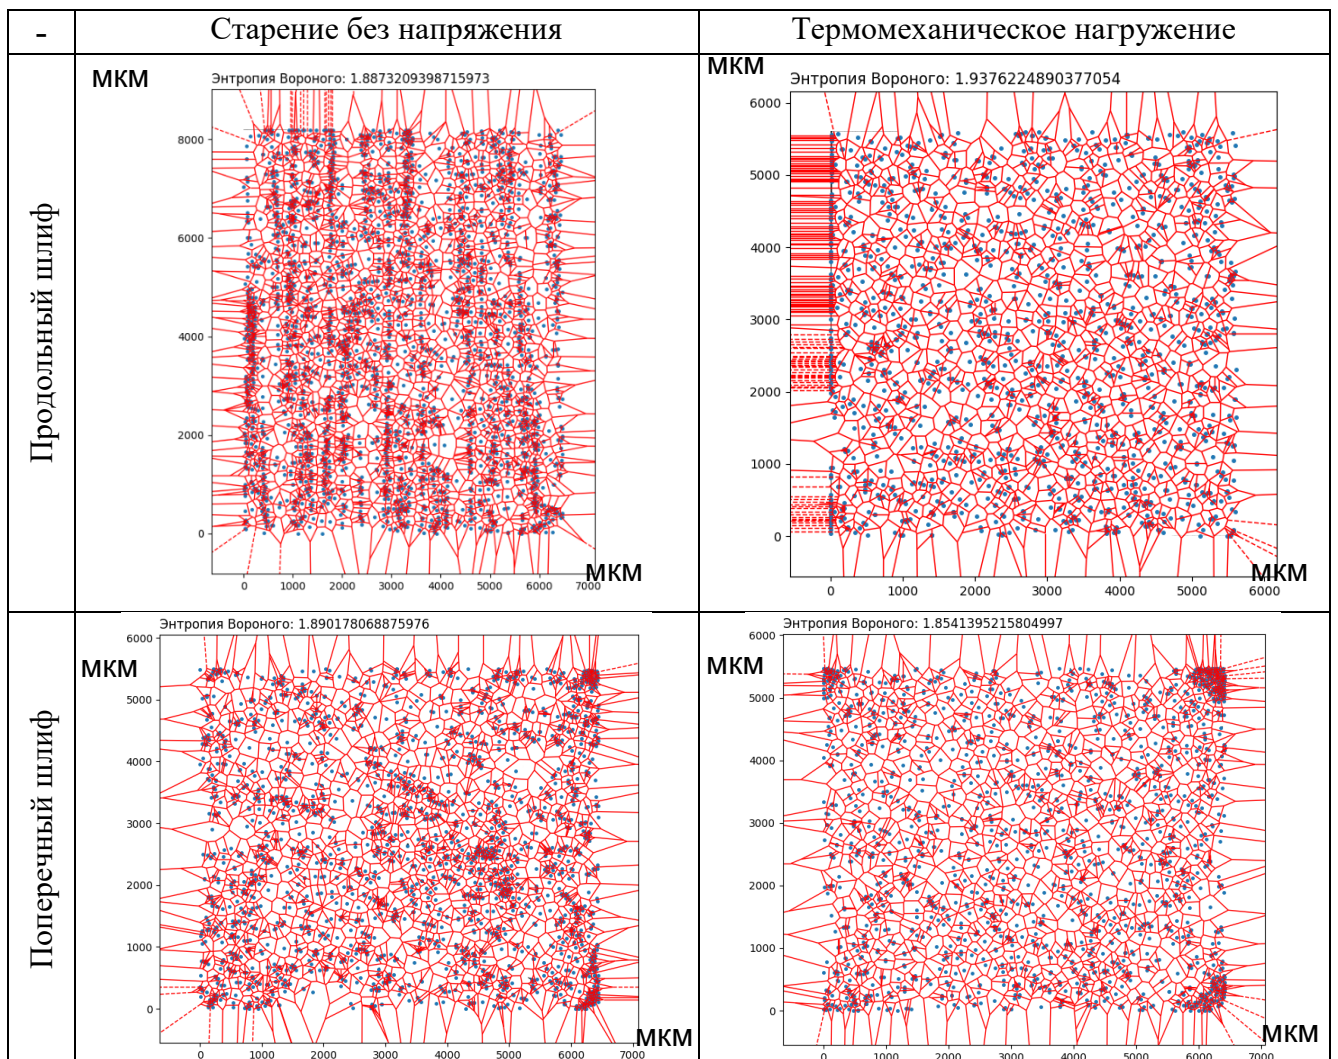 -
Старение без напряжения
Термомеханическое нагружение
Продольный шлиф
мкм
Энтропия Вороного: 1.8873209398715973
8000
6000
4000
2000
0
0 1000 2000 3000 4000 5000 6000 7000
мкм
мкм
Энтропия Вороного: 1.9376224890377054
6000
5000
4000
3000
2000
1000
0
0 1000 2000 3000 4000 5000 6000
мкм
Поперечный шлиф
Энтропия Вороного: 1.890178068875976
мкм
6000
5000
4000
3000
2000
1000
0
0 1000 2000 3000 4000 5000 6000 7000
мкм
Энтропия Вороного: 1.8541395215804997
мкм
6000
5000
4000
3000
2000
1000
0
0 1000 2000 3000 4000 5000 6000 7000
мкм